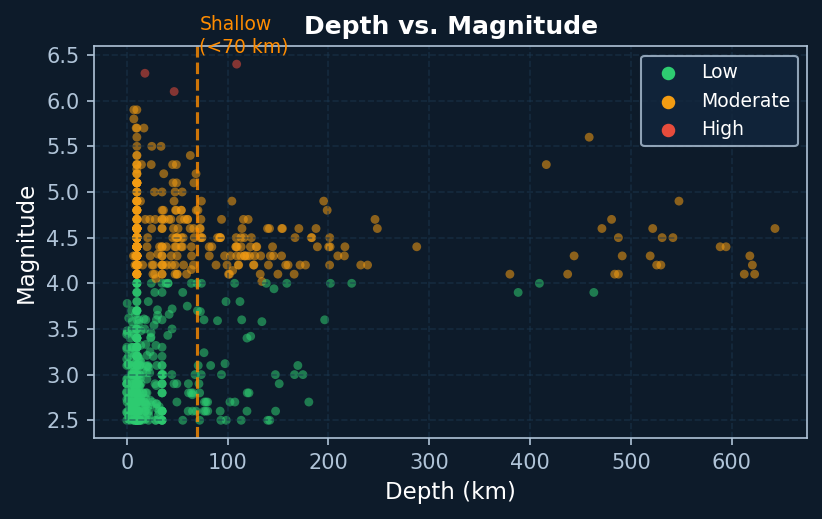 Depth vs. Magnitude
Shallow
(<70 km)
Low
Moderate
High
Magnitude
6.5
6.0
5.5
5.0
4.5
4.0
3.5
3.0
2.5
0 100 200 300 400 500 600
Depth (km)